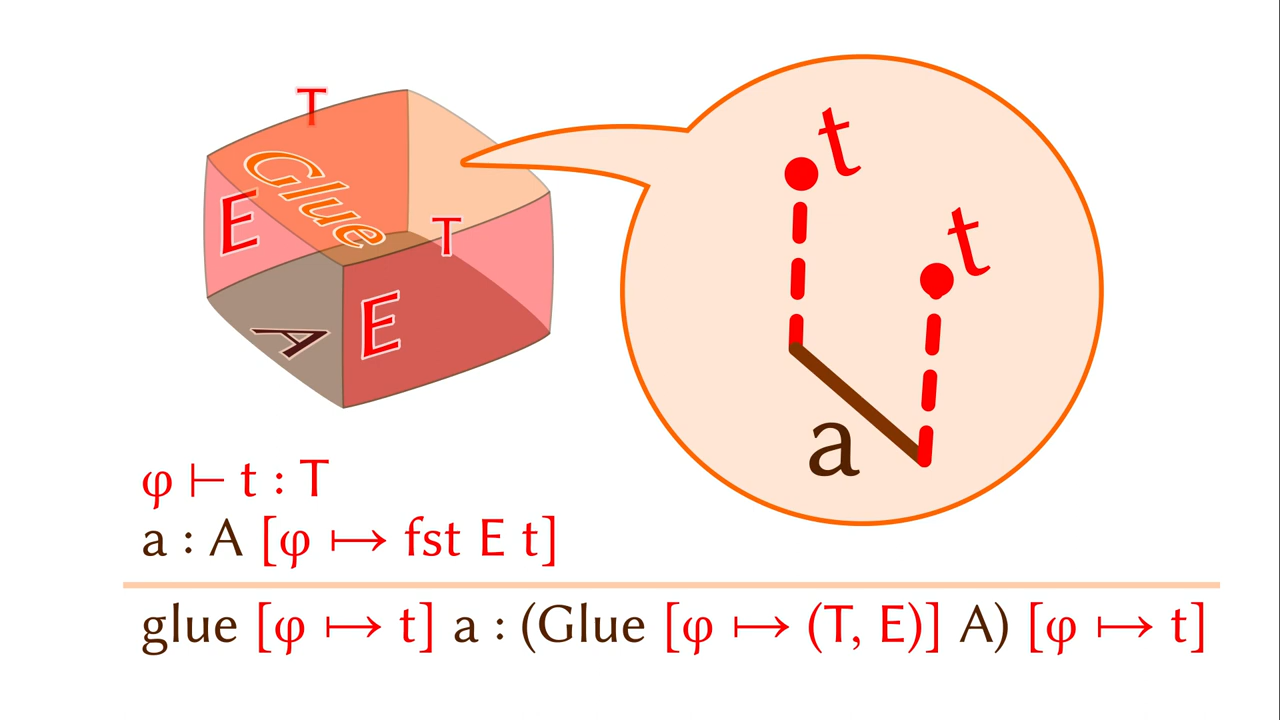 T
Glue
E
T
A
E
t
t
a
φ ⊢ t : T
a : A [φ ↦ fst E t]
glue [φ ↦ t] a : (Glue [φ ↦ (T, E)] A) [φ ↦ t]